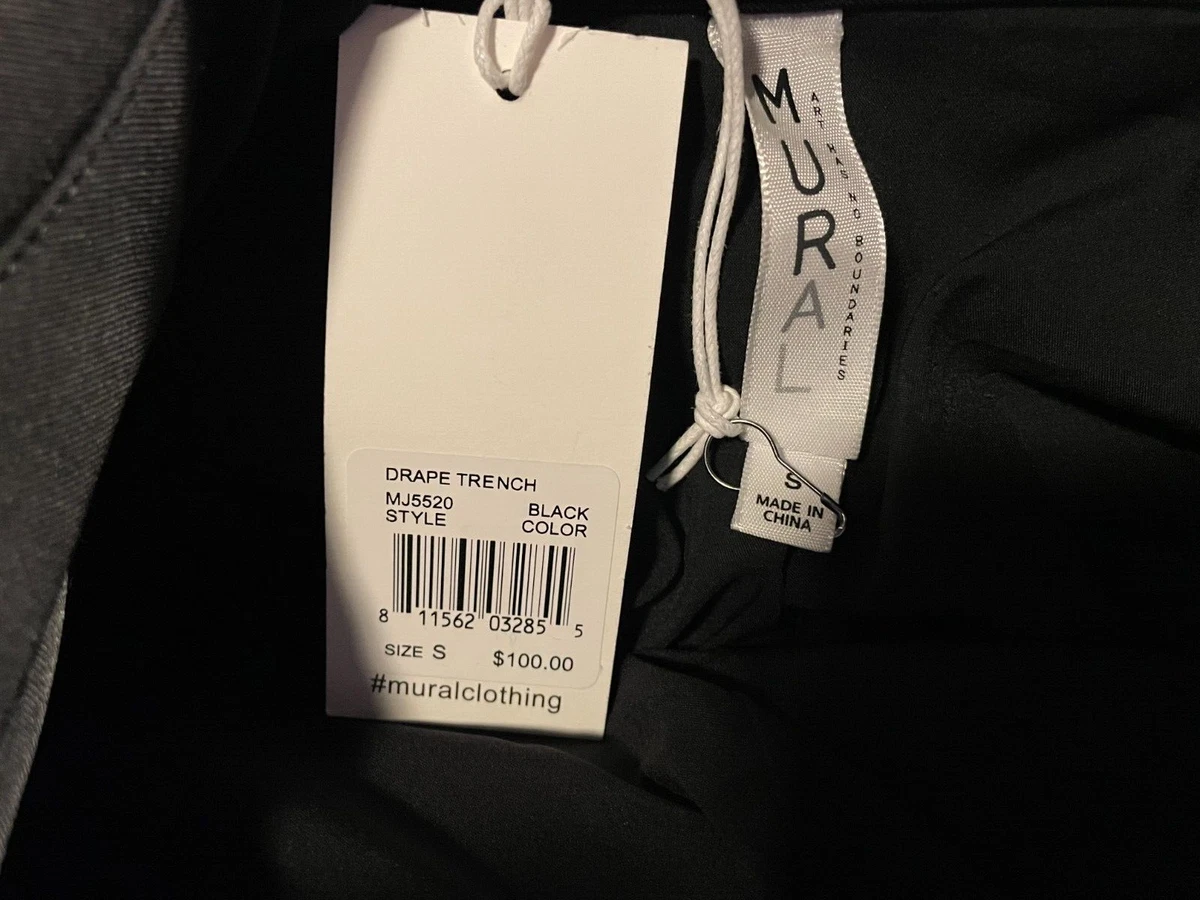 DRAPE TRENCH
MJ5520 BLACK
STYLE COLOR
8 11562 03285 5
SIZE S $100.00
#muralclothing
MURAL
ART HAS NO BOUNDARIES
S
MADE IN
CHINA